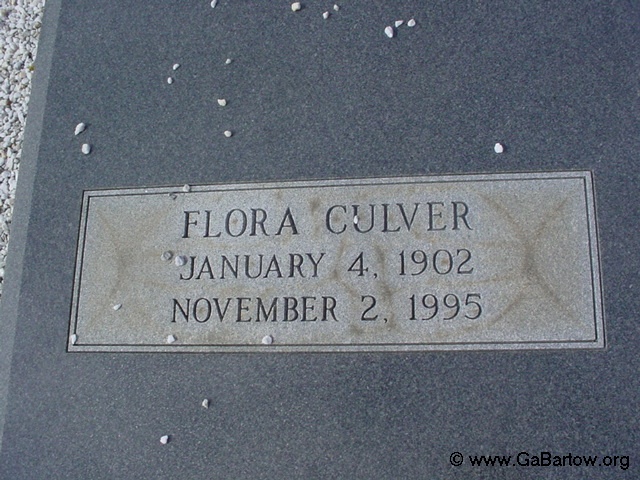 FLORA CULVER
JANUARY 4, 1902
NOVEMBER 2, 1995
© www.GaBartow.org